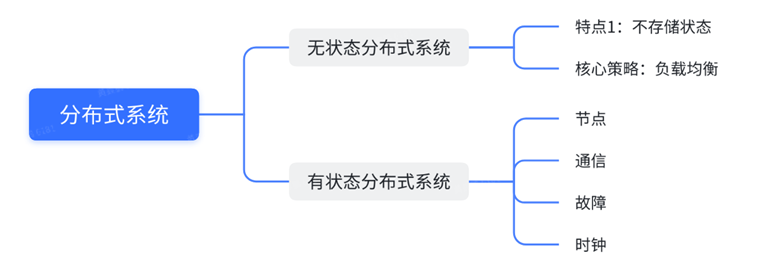 分布式系统
无状态分布式系统
特点1：不存储状态
核心策略：负载均衡
有状态分布式系统
节点
通信
故障
时钟